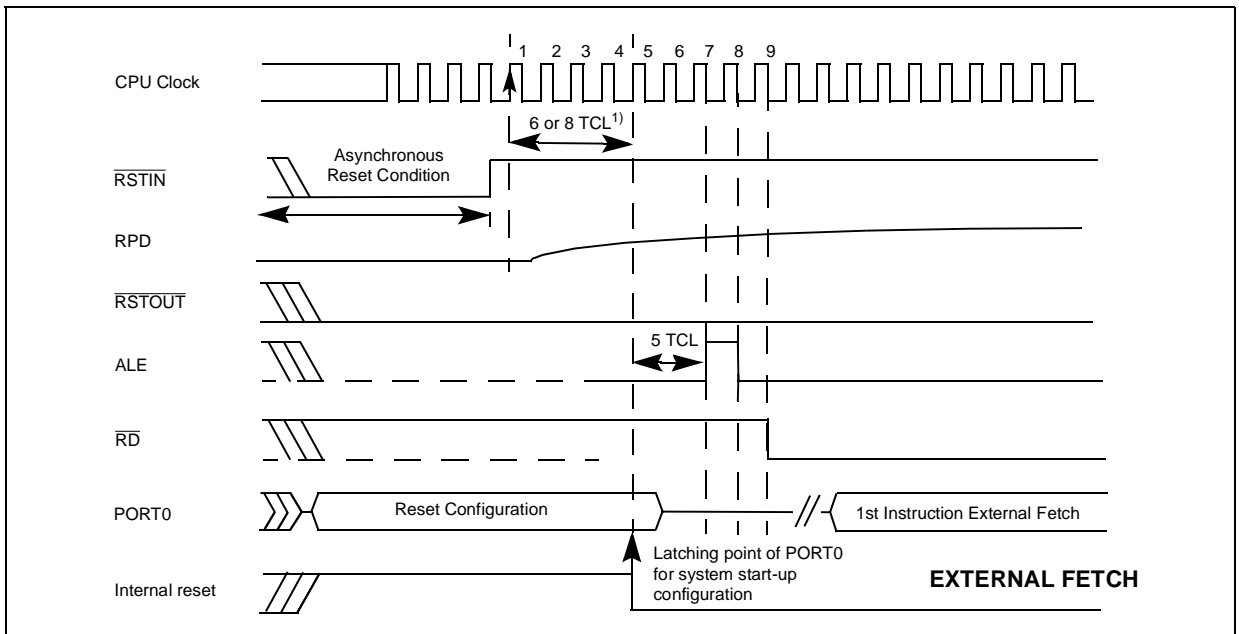 1 2 3 4 5 6 7 8 9
CPU Clock
6 or 8 TCL1)
Asynchronous
Reset Condition
RSTIN
RPD
RSTOUT
5 TCL
ALE
RD
PORT0
Reset Configuration
1st Instruction External Fetch
Latching point of PORT0
for system start-up
configuration
EXTERNAL FETCH
Internal reset